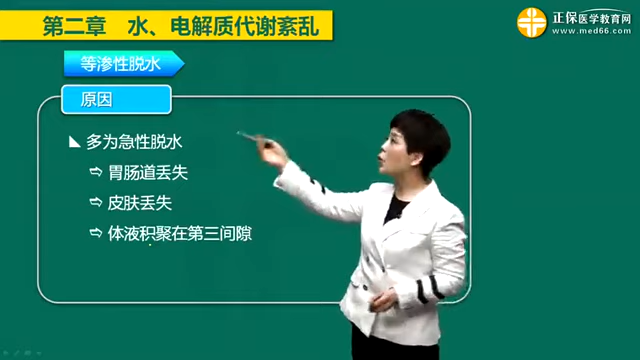 第二章 水、电解质代谢紊乱
正保医学教育网
www.med66.com
等渗性脱水
原因
多为急性脱水
胃肠道丢失
皮肤丢失
体液积聚在第三间隙